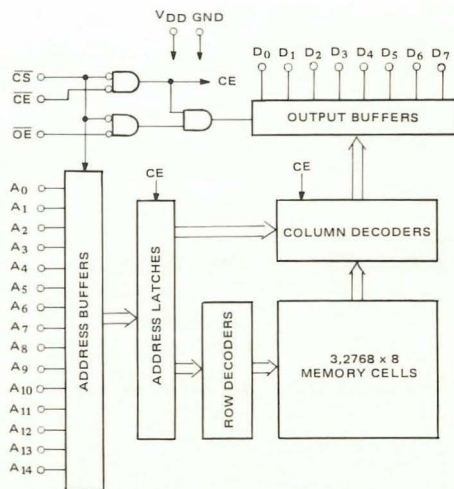 V DD GND
D0 D1 D2 D3 D4 D5 D6 D7
CS
CE
CE
OE
OUTPUT BUFFERS
CE
CE
A0
A1
A2
A3
A4
A5
A6
A7
A8
A9
A10
A11
A12
A13
A14
ADDRESS BUFFERS
ADDRESS LATCHES
ROW DECODERS
COLUMN DECODERS
3,2768 x 8
MEMORY CELLS